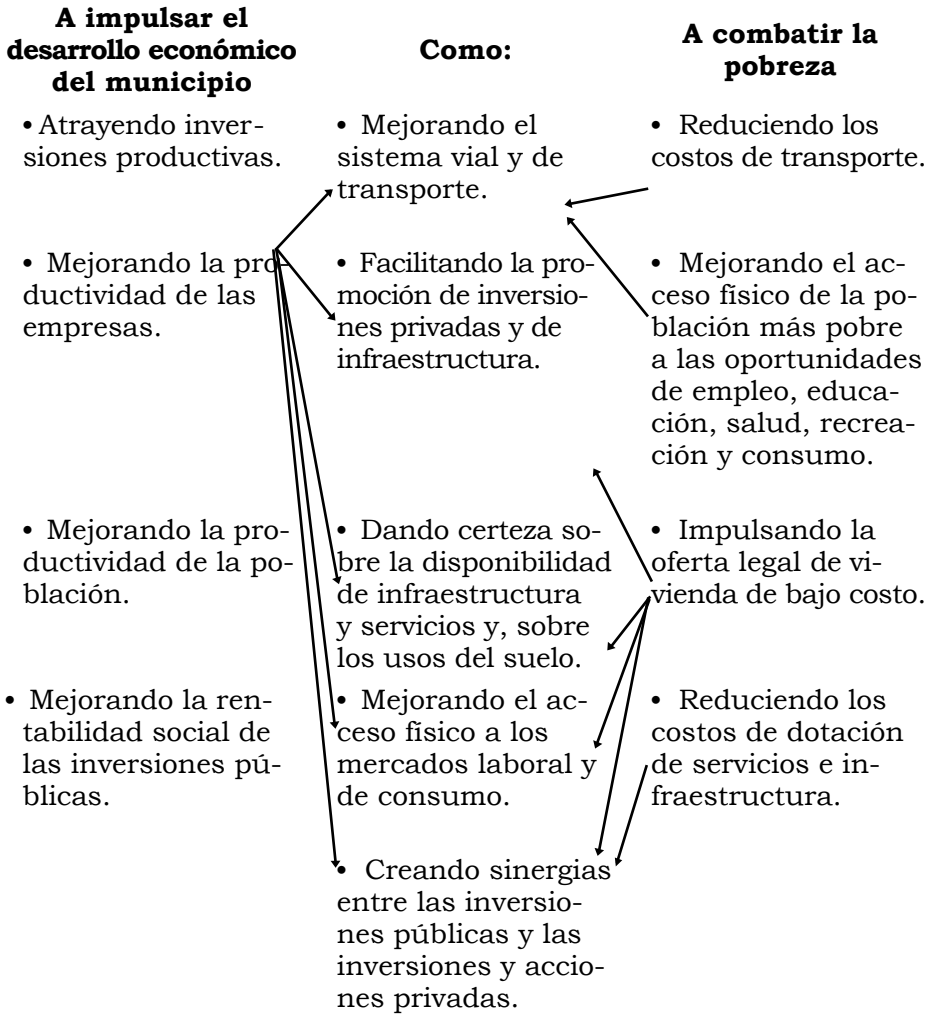 A impulsar el
desarrollo económico
del municipio
Como:
A combatir la
pobreza
• Atrayendo inver-
siones productivas.
• Mejorando el
sistema vial y de
transporte.
• Reduciendo los
costos de transporte.
• Mejorando la pro-
ductividad de las
empresas.
• Facilitando la pro-
moción de inversio-
nes privadas y de
infraestructura.
• Mejorando el ac-
ceso físico de la po-
blación más pobre
a las oportunidades
de empleo, educa-
ción, salud, recrea-
ción y consumo.
• Mejorando la pro-
ductividad de la po-
blación.
• Dando certeza so-
bre la disponibilidad
de infraestructura
y servicios y, sobre
los usos del suelo.
• Impulsando la
oferta legal de vi-
vienda de bajo costo.
• Mejorando la ren-
tabilidad social de
las inversiones pú-
blicas.
• Mejorando el ac-
ceso físico a los
mercados laboral y
de consumo.
• Reduciendo los
costos de dotación
de servicios e in-
fraestructura.
• Creando sinergias
entre las inversio-
nes públicas y las
inversiones y accio-
nes privadas.